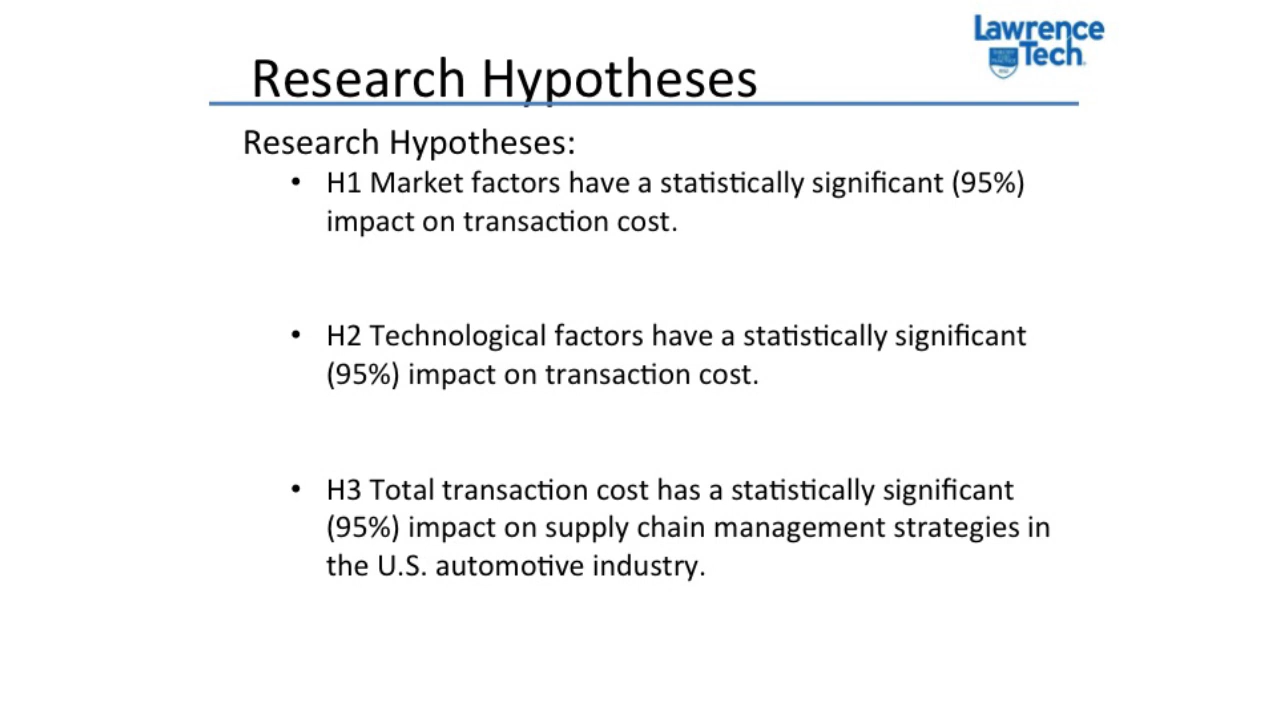 Lawrence
Tech
Research Hypotheses
Research Hypotheses:
• H1 Market factors have a statistically significant (95%)
impact on transaction cost.
• H2 Technological factors have a statistically significant
(95%) impact on transaction cost.
• H3 Total transaction cost has a statistically significant
(95%) impact on supply chain management strategies in
the U.S. automotive industry.